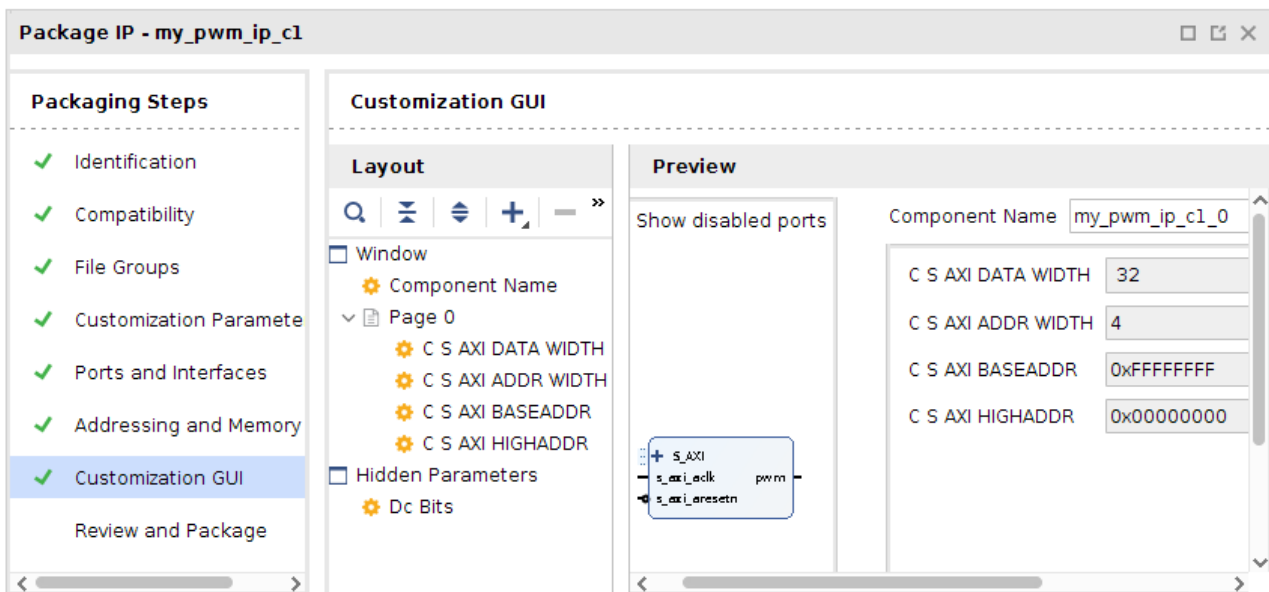 Package IP - my_pwm_ip_c1
Packaging Steps
Identification
Compatibility
File Groups
Customization Paramete
Ports and Interfaces
Addressing and Memory
Customization GUI
Review and Package
Customization GUI
Layout
»
Window
Component Name
Page 0
C S AXI DATA WIDTH
C S AXI ADDR WIDTH
C S AXI BASEADDR
C S AXI HIGHADDR
Hidden Parameters
Dc Bits
Preview
Show disabled ports
S_AXI
s_axi_aclk pwm
s_axi_aresetn
Component Name my_pwm_ip_c1_0
C S AXI DATA WIDTH 32
C S AXI ADDR WIDTH 4
C S AXI BASEADDR 0xFFFFFFFF
C S AXI HIGHADDR 0x00000000